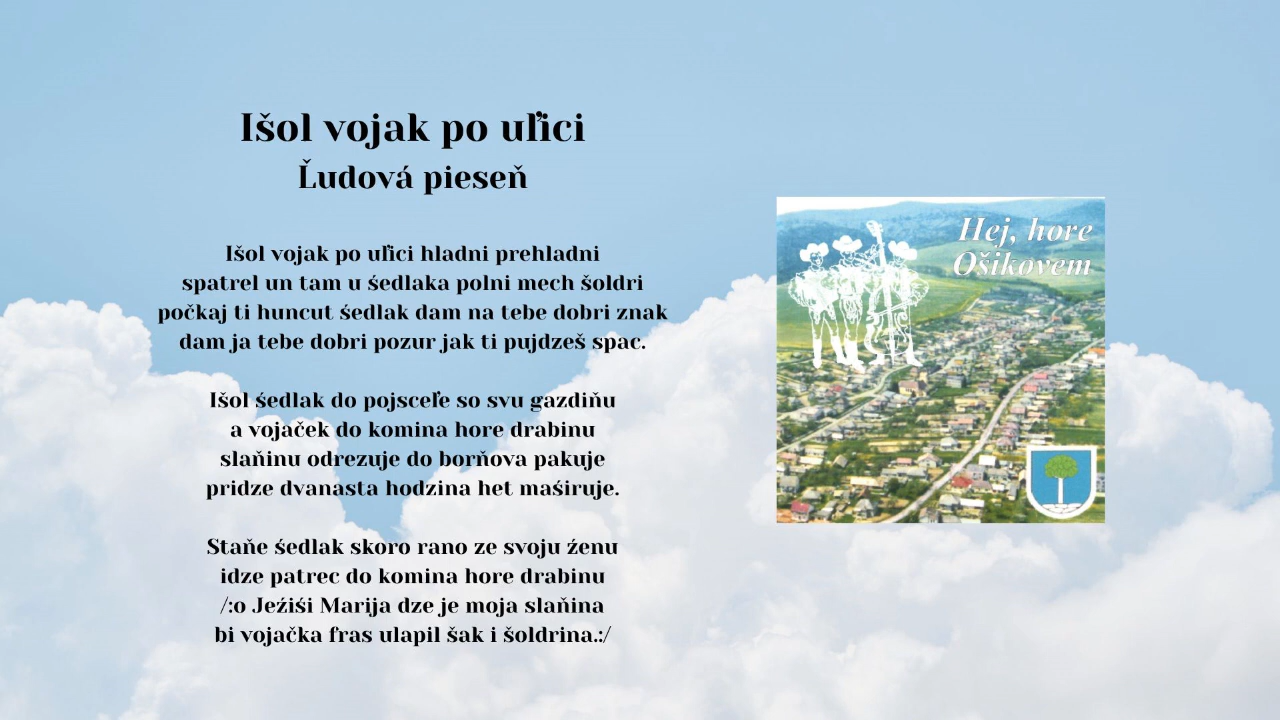 Išol vojak po uľici
Ľudová pieseň
Išol vojak po uľici hladni prehladni
spatrel un tam u śedlaka polni mech šoldri
počkaj ti huncut śedlak dam na tebe dobri znak
dam ja tebe dobri pozur jak ti pujdzeš spac.
Išol śedlak do pojsceľe so svu gazdiňu
a vojaček do komina hore drabinu
slaňinu odrezuje do borňova pakuje
pridze dvanasta hodzina het maśiruje.
Staňe śedlak skoro rano ze svoju źenu
idze patrec do komina hore drabinu
/:o Jeźiśi Marija dze je moja slaňina
bi vojačka fras ulapil šak i šoldrina.:/
Hej, hore
Ošikovem